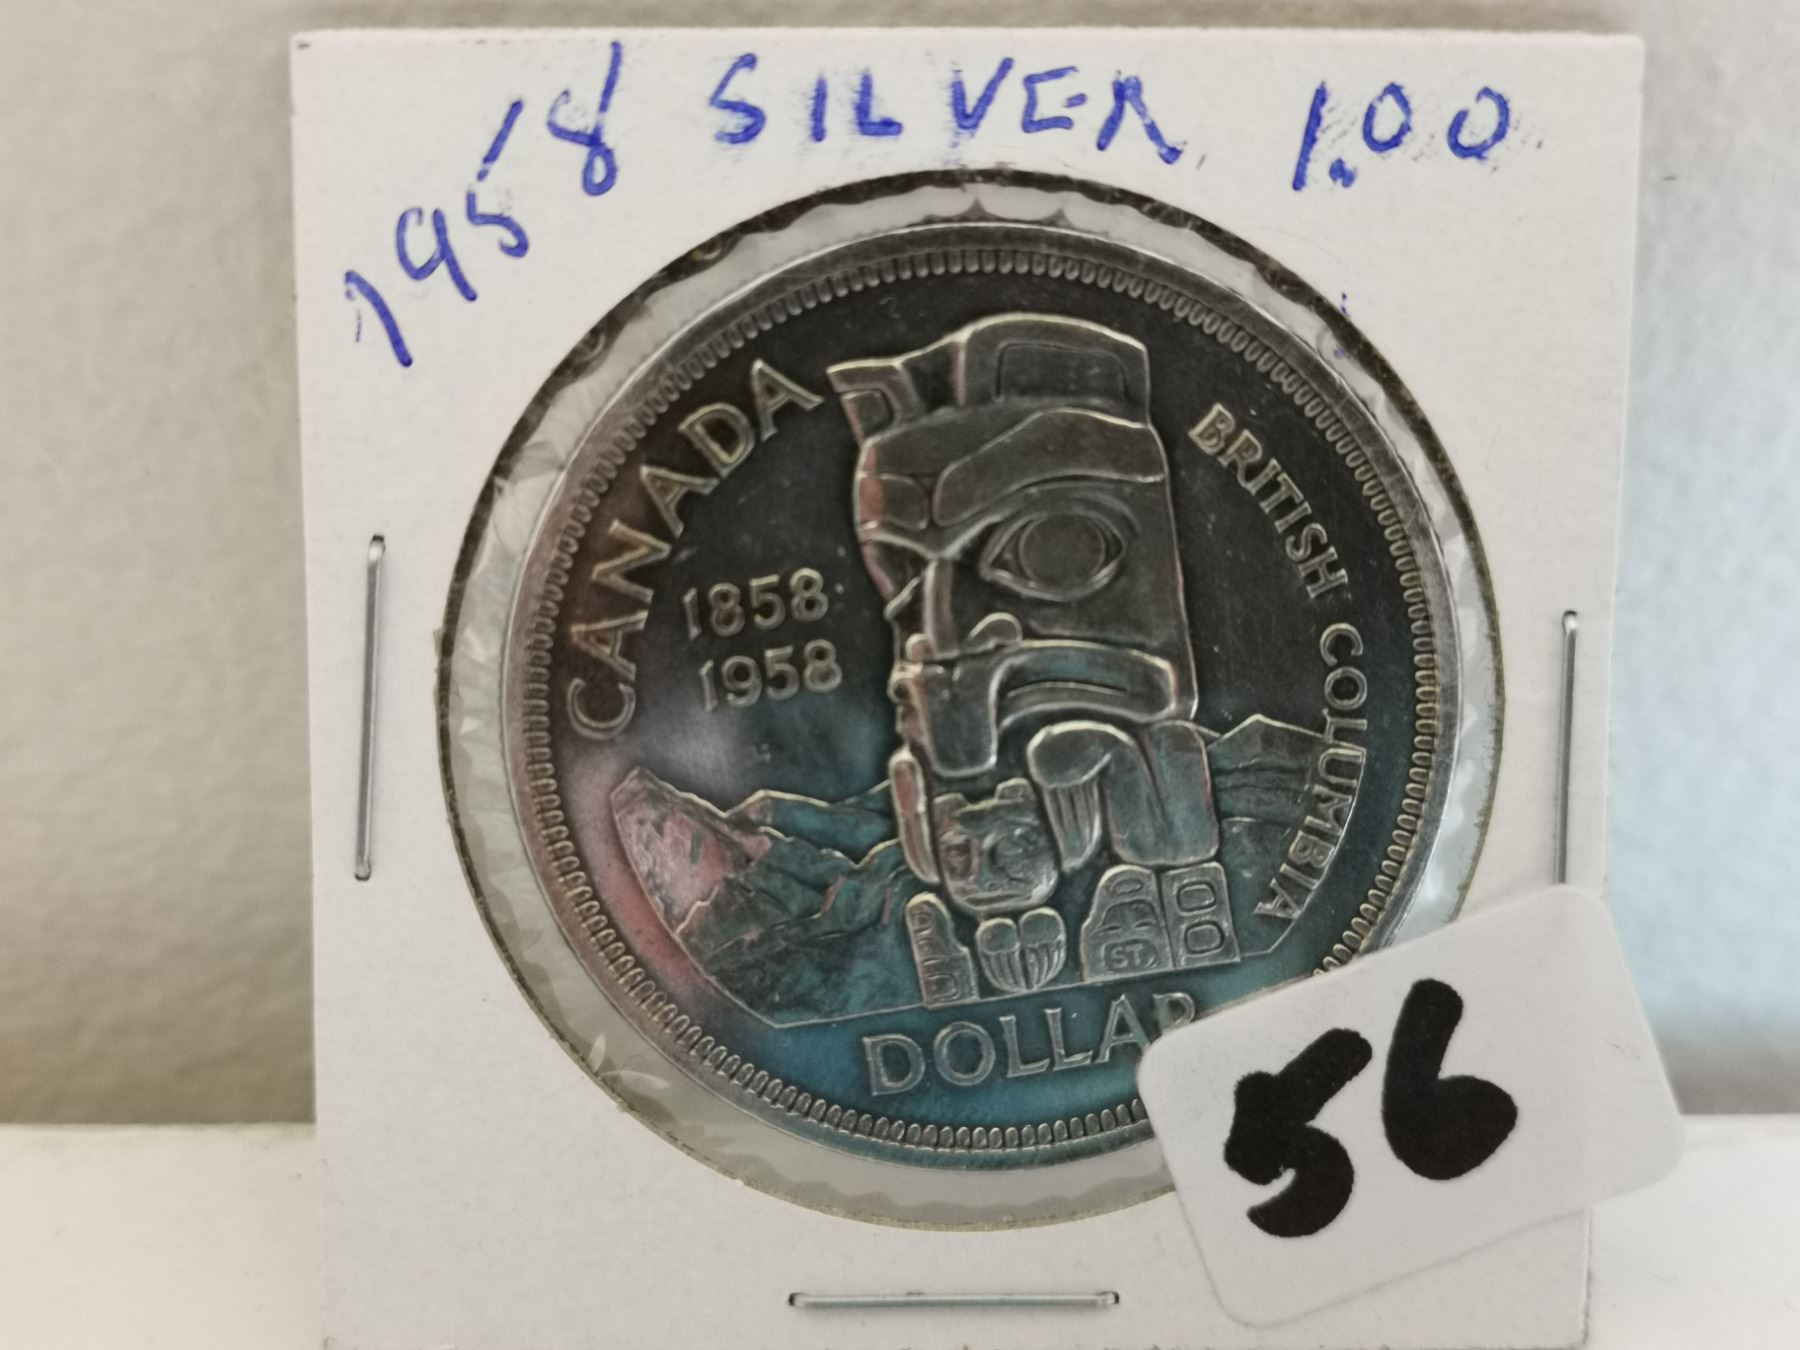 1958 SILVER 1.00
CANADA
BRITISH COLUMBIA
1858
1958
ST.
DOLLAR
56